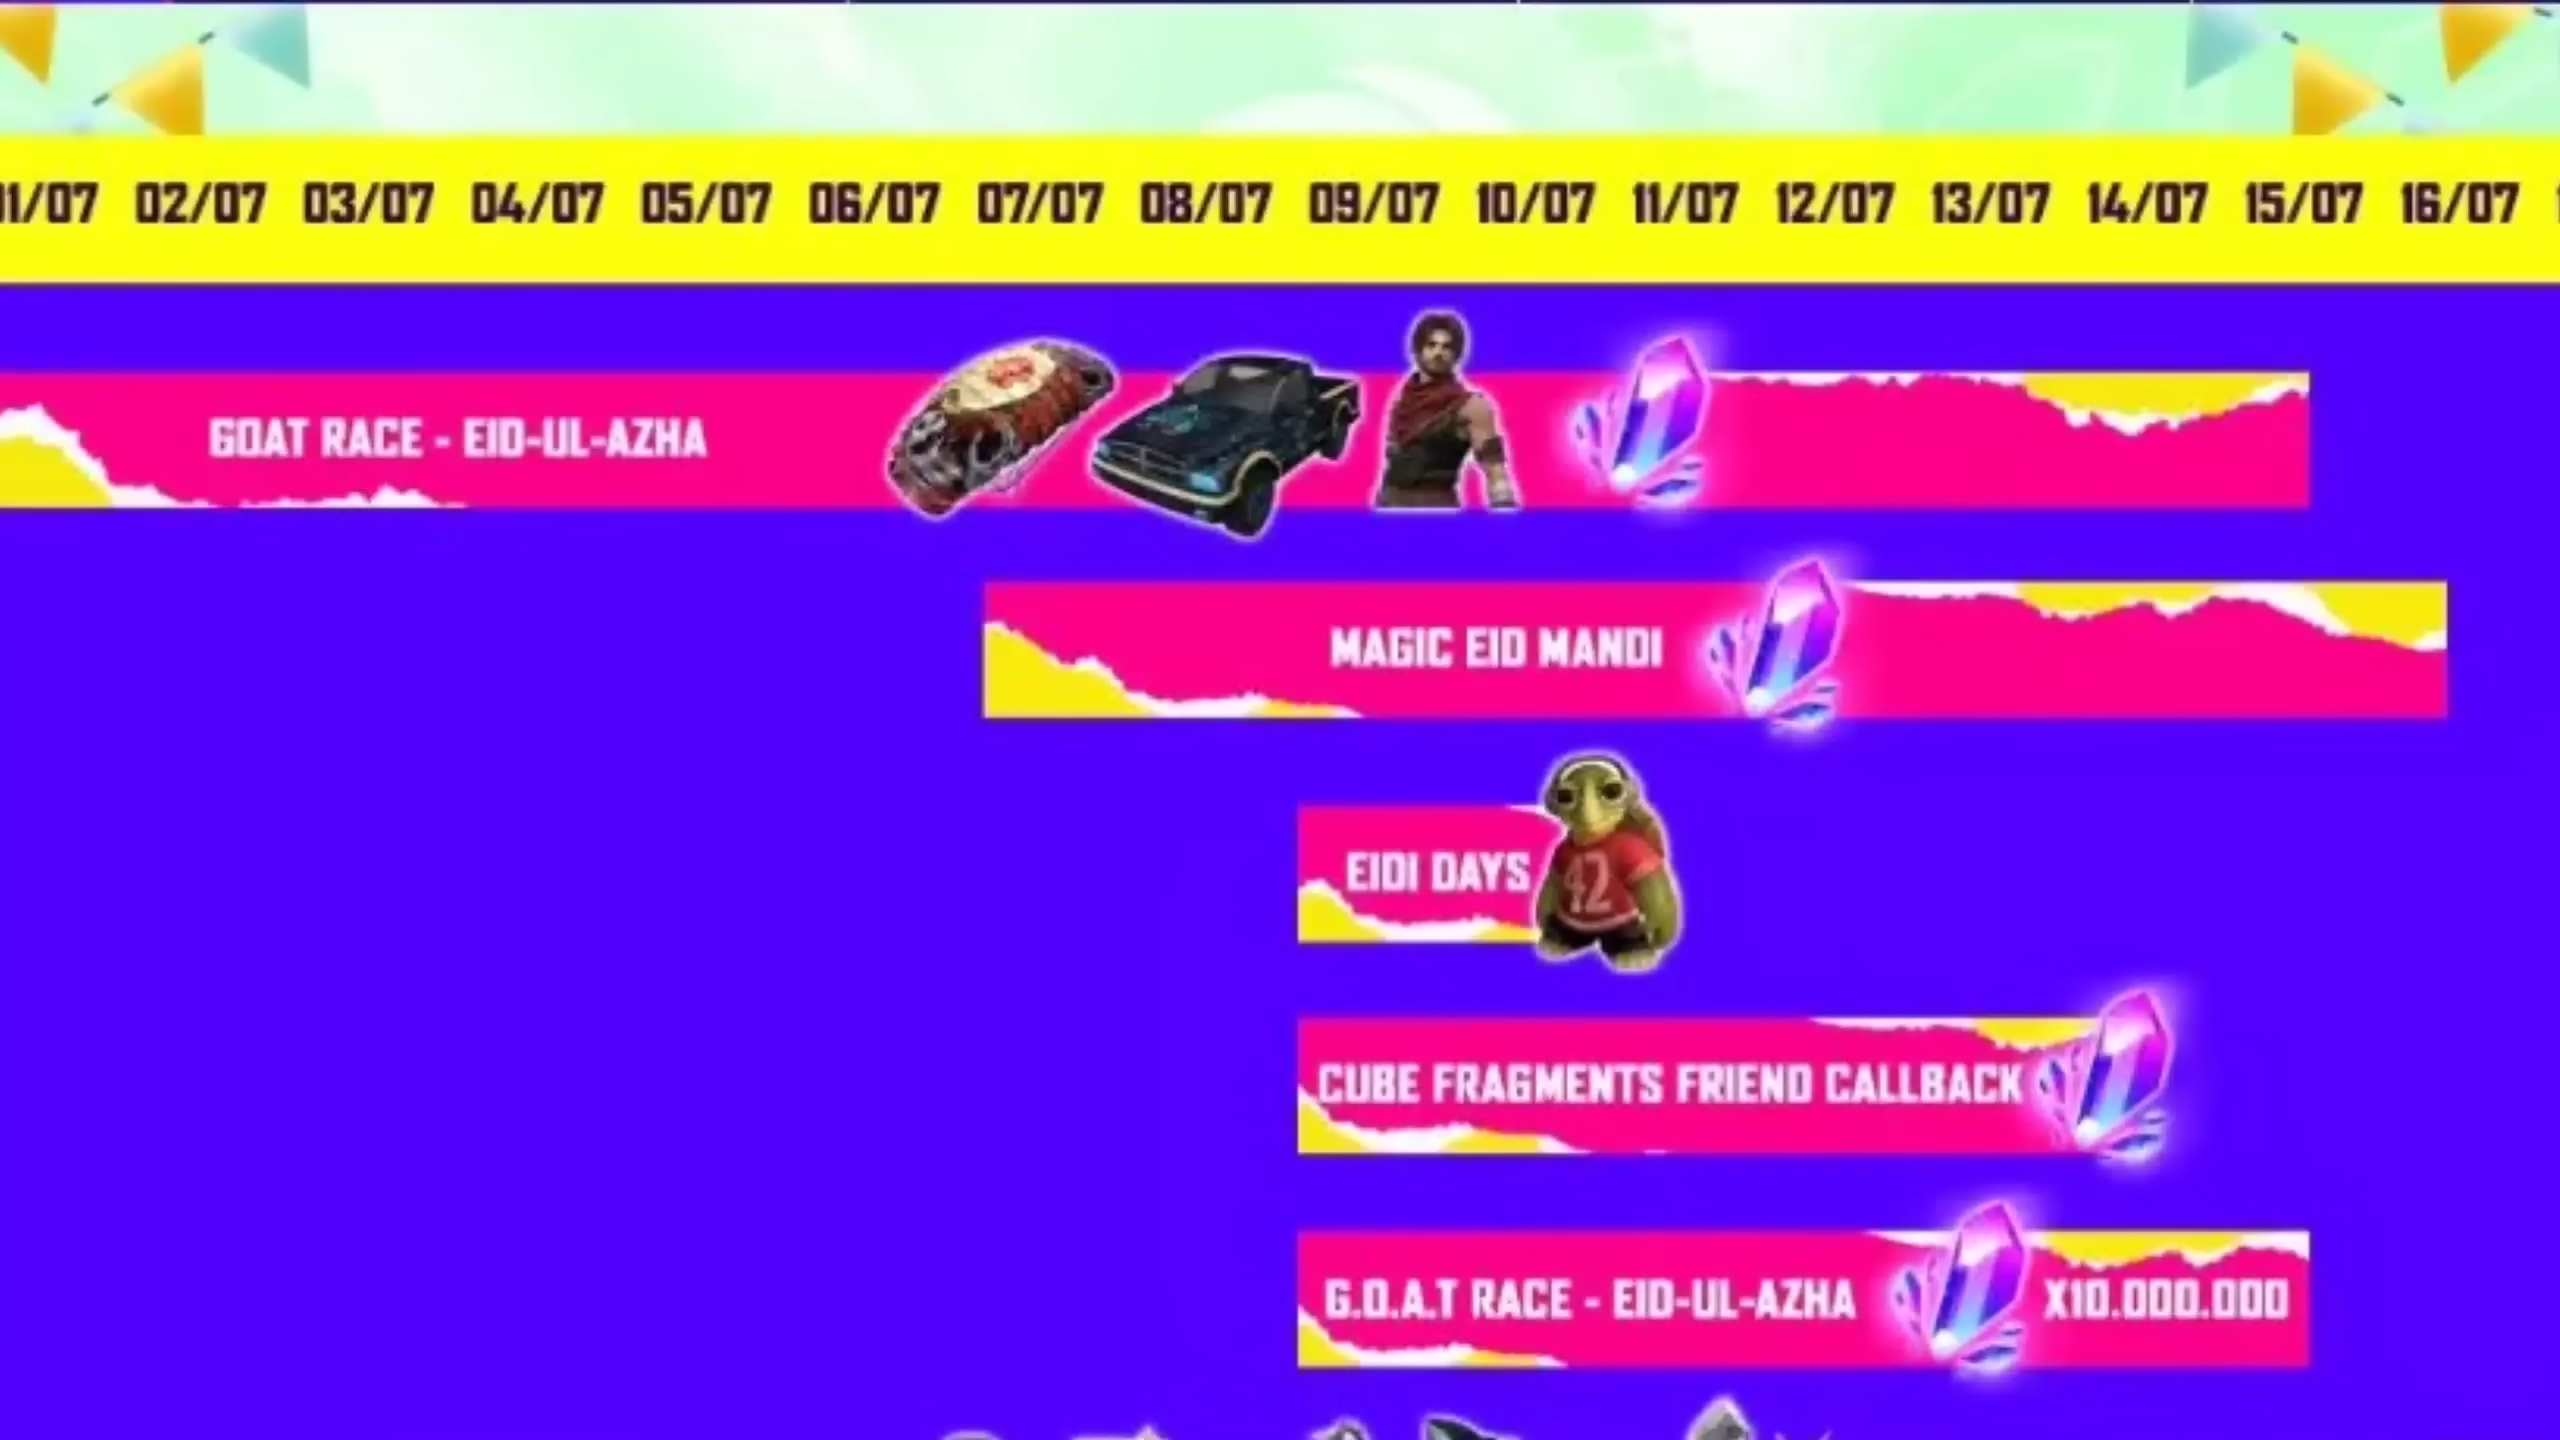 01/07 02/07 03/07 04/07 05/07 06/07 07/07 08/07 09/07 10/07 11/07 12/07 13/07 14/07 15/07 16/07
GOAT RACE - EID-UL-AZHA
MAGIC EID MANDI
EIDI DAYS
42
CUBE FRAGMENTS FRIEND CALLBACK
G.O.A.T RACE - EID-UL-AZHA X10.000.000